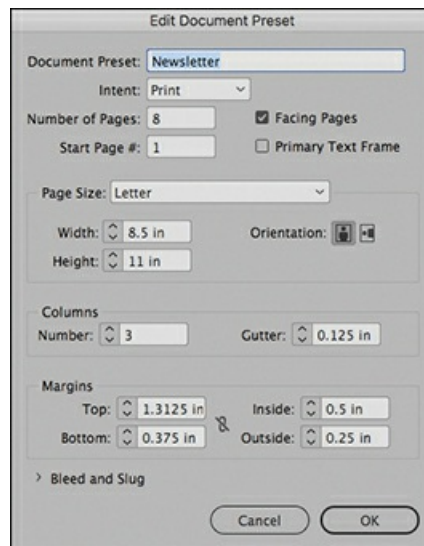 Edit Document Preset
Document Preset: Newsletter
Intent: Print
Number of Pages: 8 Facing Pages
Start Page #: 1 Primary Text Frame
Page Size: Letter
Width: 8.5 in Orientation:
Height: 11 in
Columns
Number: 3 Gutter: 0.125 in
Margins
Top: 1.3125 in Inside: 0.5 in
Bottom: 0.375 in Outside: 0.25 in
Bleed and Slug
Cancel OK